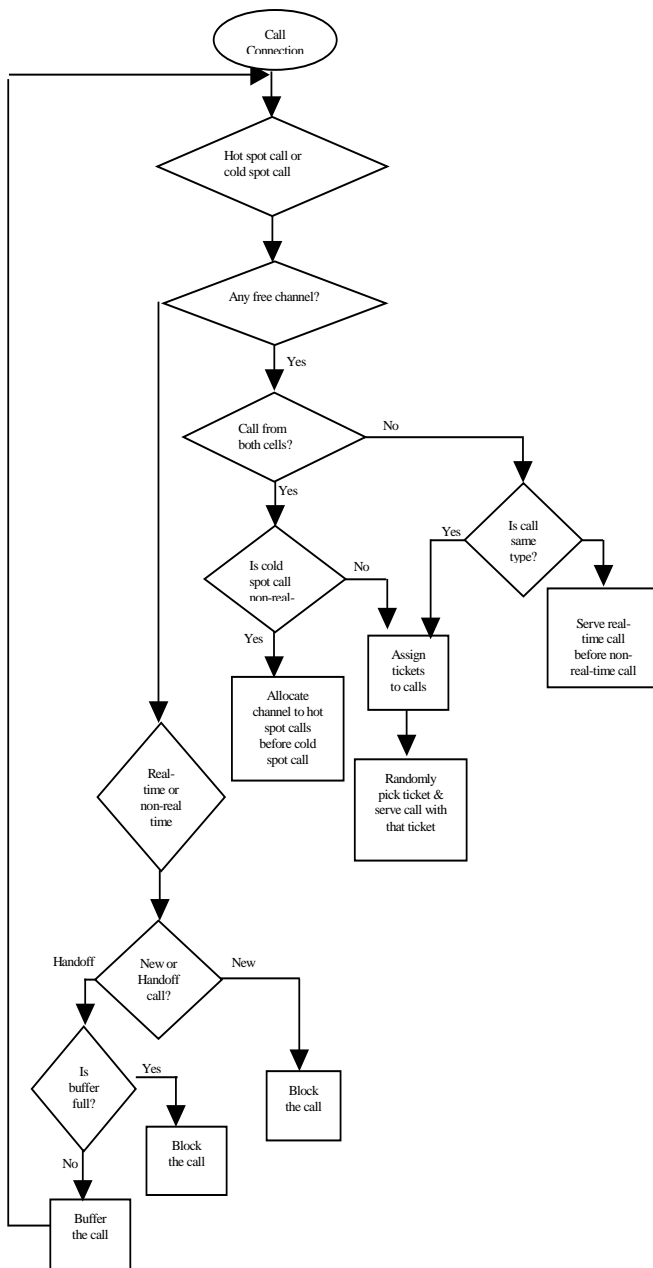 Call
Connection
Hot spot call or
cold spot call
Any free channel?
Yes
Call from
both cells?
No
Yes
Is call
same
type?
Yes
Is cold
spot call
non-real-
No
Yes
Serve real-
time call
before non-
real-time call
Assign
tickets
to calls
Allocate
channel to hot
spot calls
before cold
spot call
Randomly
pick ticket &
serve call with
that ticket
Real-
time or
non-real
time
Handoff
New or
Handoff
call?
New
Is
buffer
full?
Yes
Block
the call
Block
the call
No
Buffer
the call